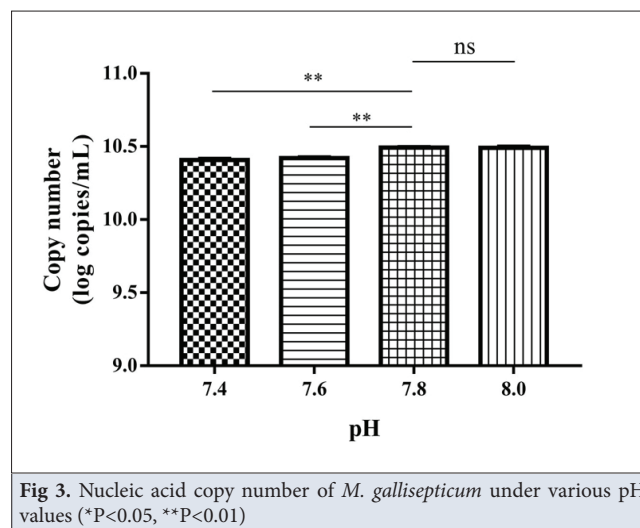 ns
**
**
11.0
10.5
10.0
9.5
9.0
Copy number
(log copies/mL)
7.4 7.6 7.8 8.0
pH
Fig 3. Nucleic acid copy number of M. gallisepticum under various pH
values (*P<0.05, **P<0.01)